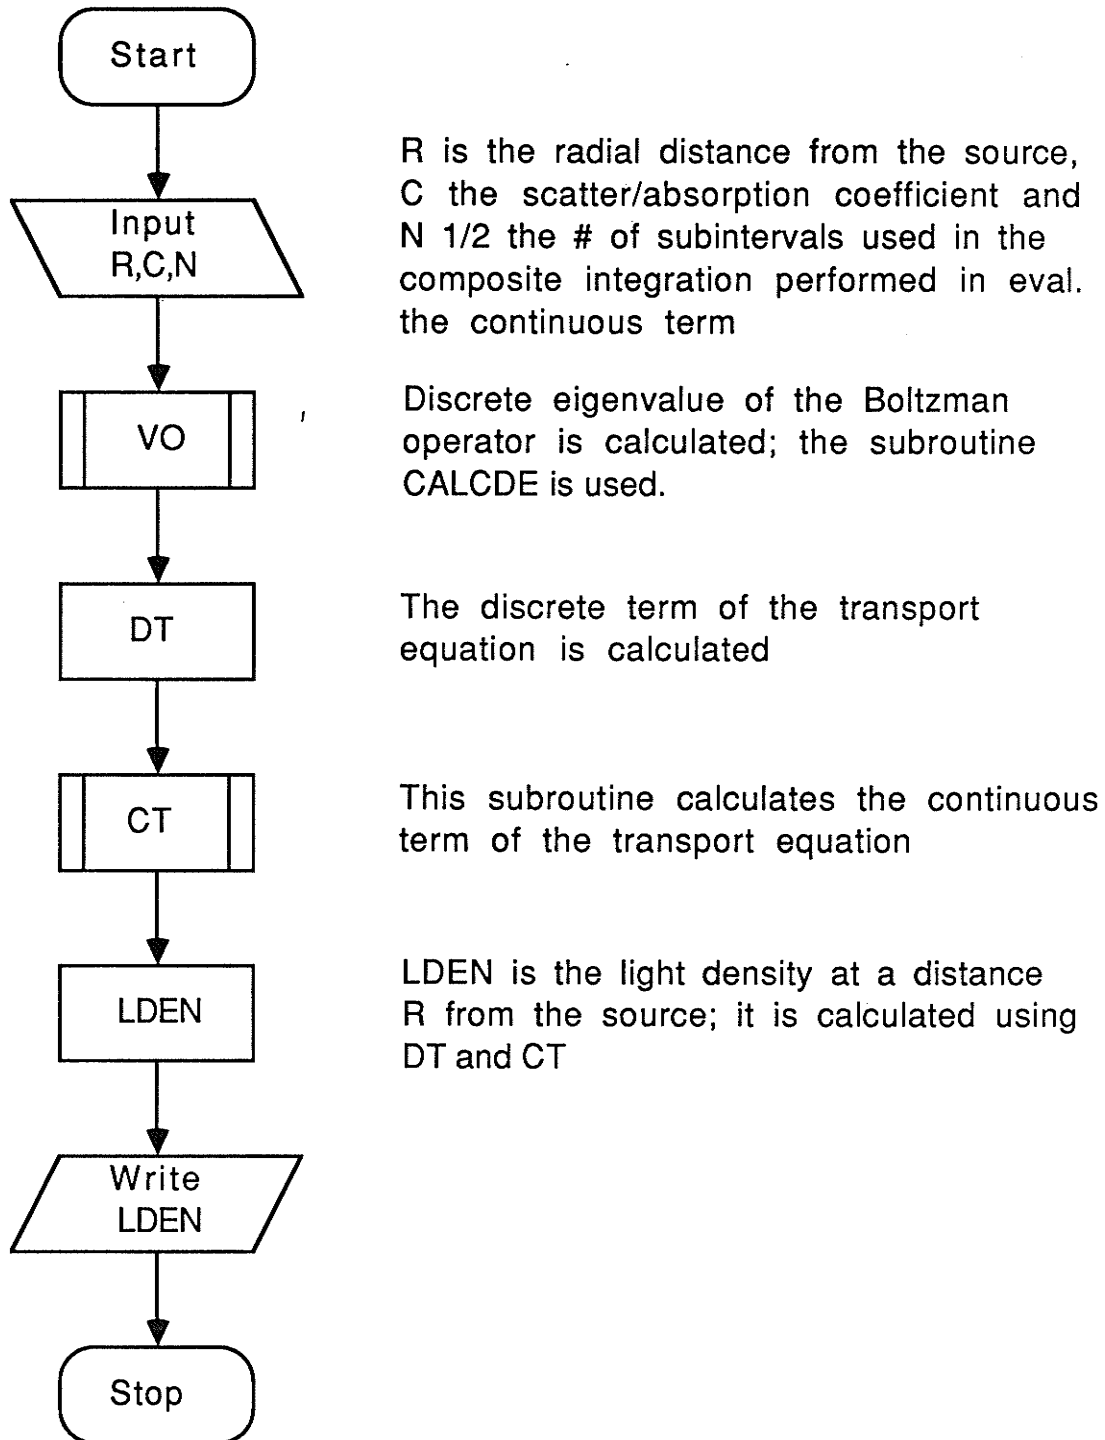 Start
Input
R,C,N
R is the radial distance from the source,
C the scatter/absorption coefficient and
N 1/2 the # of subintervals used in the
composite integration performed in eval.
the continuous term
VO
Discrete eigenvalue of the Boltzman
operator is calculated; the subroutine
CALCDE is used.
DT
The discrete term of the transport
equation is calculated
CT
This subroutine calculates the continuous
term of the transport equation
LDEN
LDEN is the light density at a distance
R from the source; it is calculated using
DT and CT
Write
LDEN
Stop